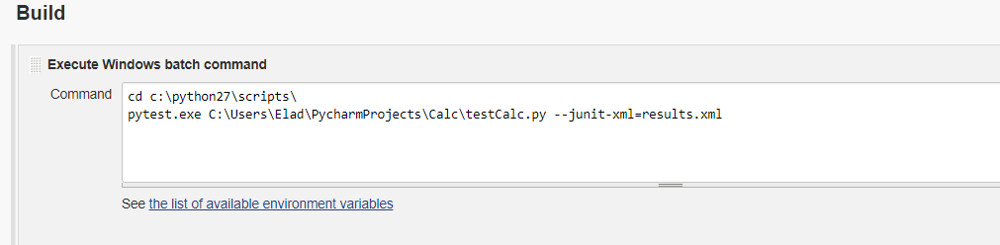 Build
Execute Windows batch command
Command
cd c:\python27\scripts\
pytest.exe C:\Users\Elad\PycharmProjects\Calc\testCalc.py --junit-xml=results.xml
See the list of available environment variables